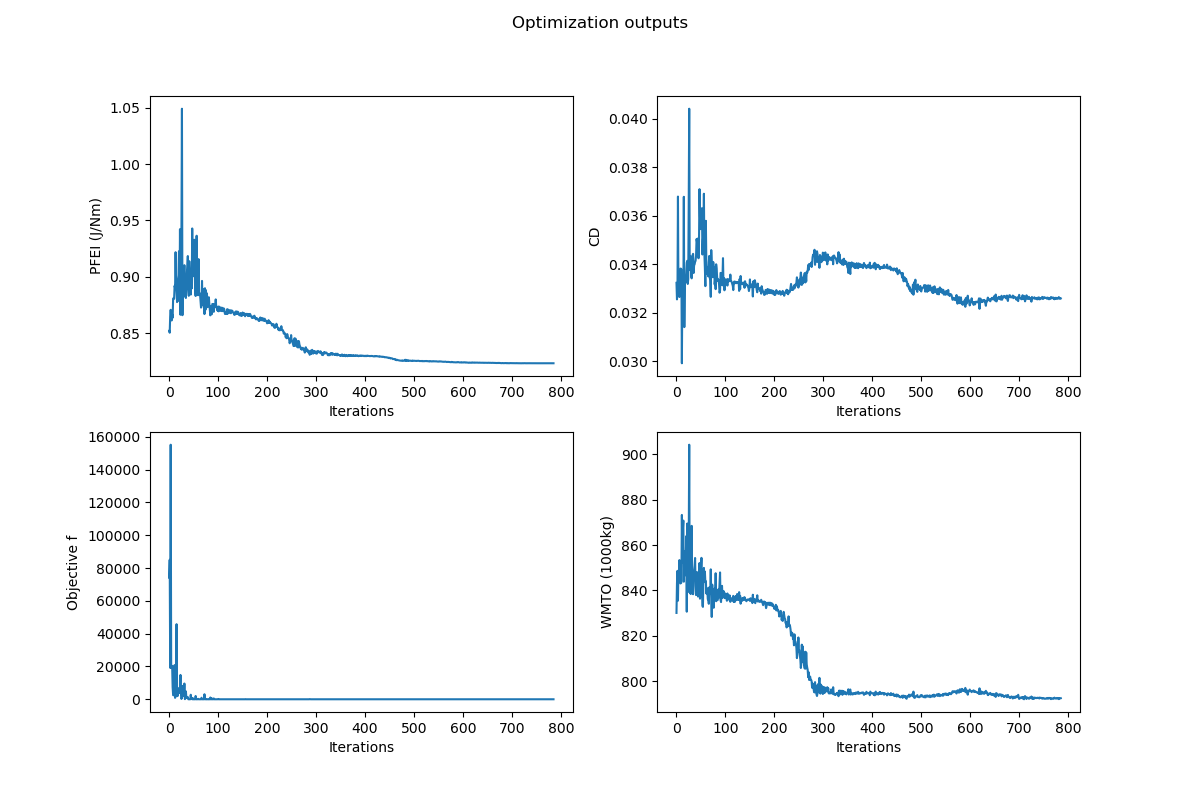 Optimization outputs
1.05
1.00
0.95
0.90
0.85
PFEI (J/Nm)
0 100 200 300 400 500 600 700 800
Iterations
0.040
0.038
0.036
0.034
0.032
0.030
CD
0 100 200 300 400 500 600 700 800
Iterations
160000
140000
120000
100000
80000
60000
40000
20000
0
Objective f
0 100 200 300 400 500 600 700 800
Iterations
900
880
860
840
820
800
WMTO (1000kg)
0 100 200 300 400 500 600 700 800
Iterations